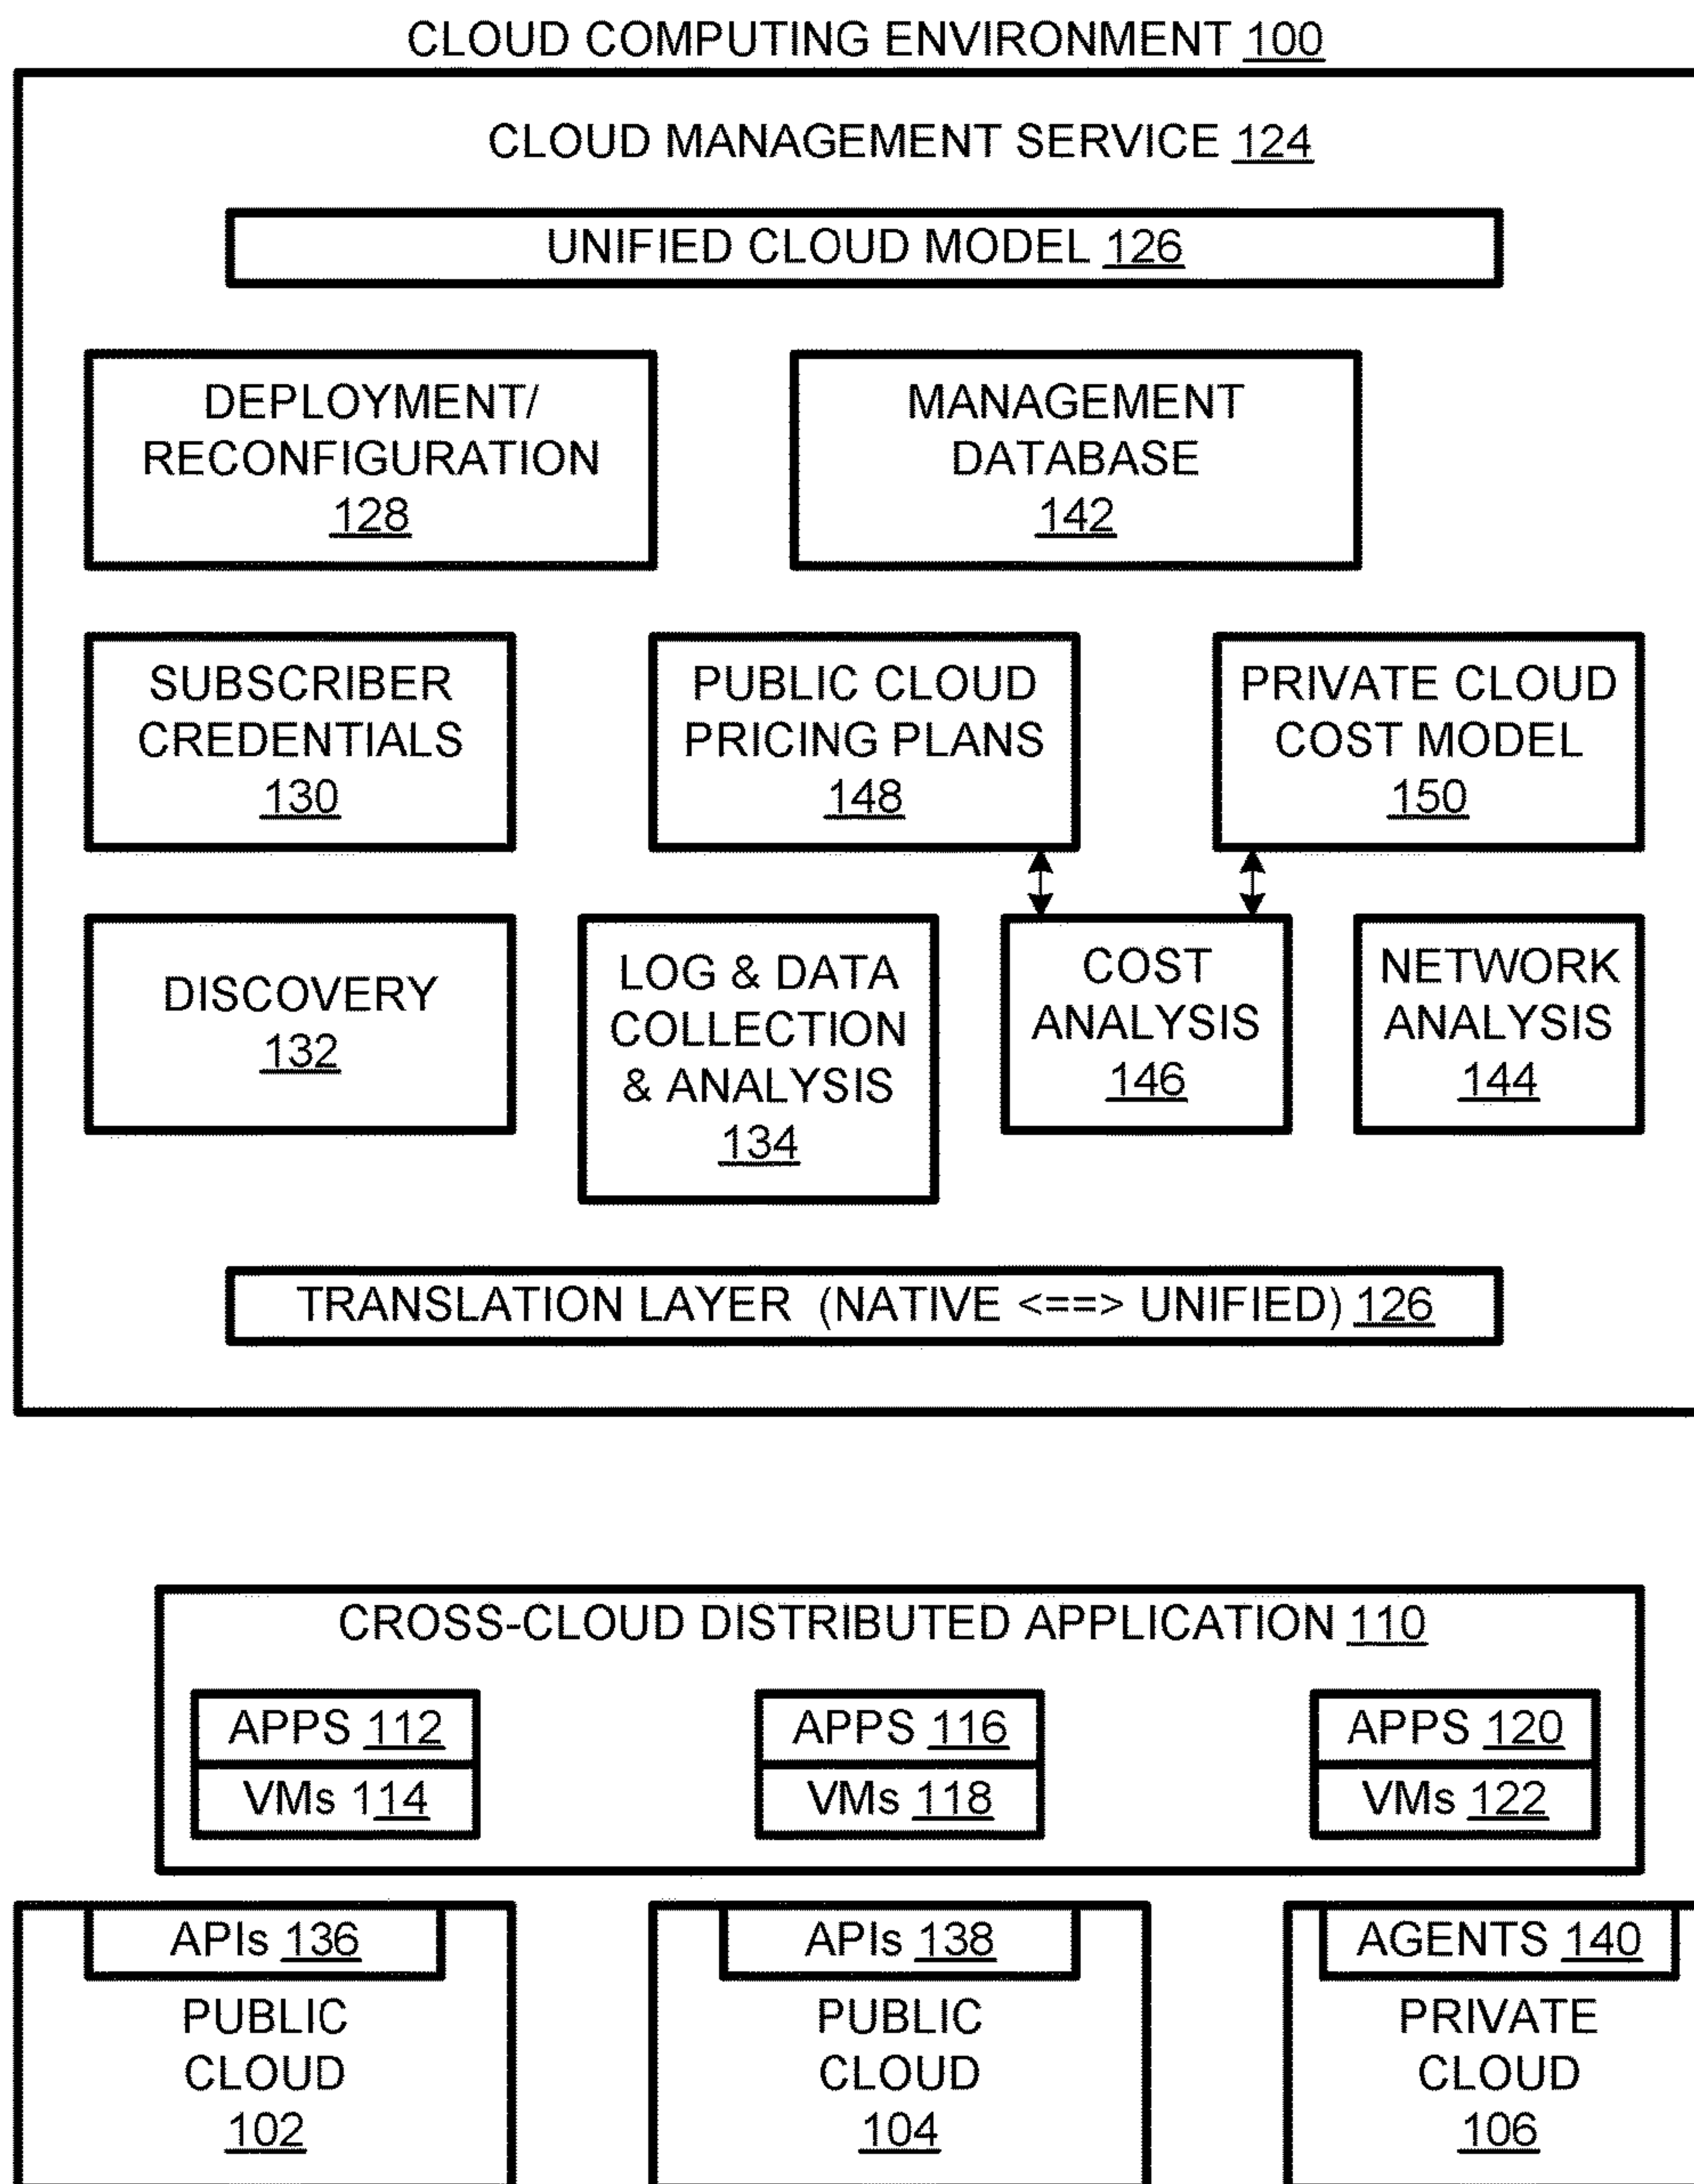 CLOUD COMPUTING ENVIRONMENT 100
CLOUD MANAGEMENT SERVICE 124
UNIFIED CLOUD MODEL 126
DEPLOYMENT/
RECONFIGURATION
128
MANAGEMENT
DATABASE
142
SUBSCRIBER
CREDENTIALS
130
PUBLIC CLOUD
PRICING PLANS
148
PRIVATE CLOUD
COST MODEL
150
DISCOVERY
132
LOG & DATA
COLLECTION
& ANALYSIS
134
COST
ANALYSIS
146
NETWORK
ANALYSIS
144
TRANSLATION LAYER (NATIVE <==> UNIFIED) 126
CROSS-CLOUD DISTRIBUTED APPLICATION 110
APPS 112
VMs 114
APPS 116
VMs 118
APPS 120
VMs 122
APIs 136
PUBLIC
CLOUD
102
APIs 138
PUBLIC
CLOUD
104
AGENTS 140
PRIVATE
CLOUD
106